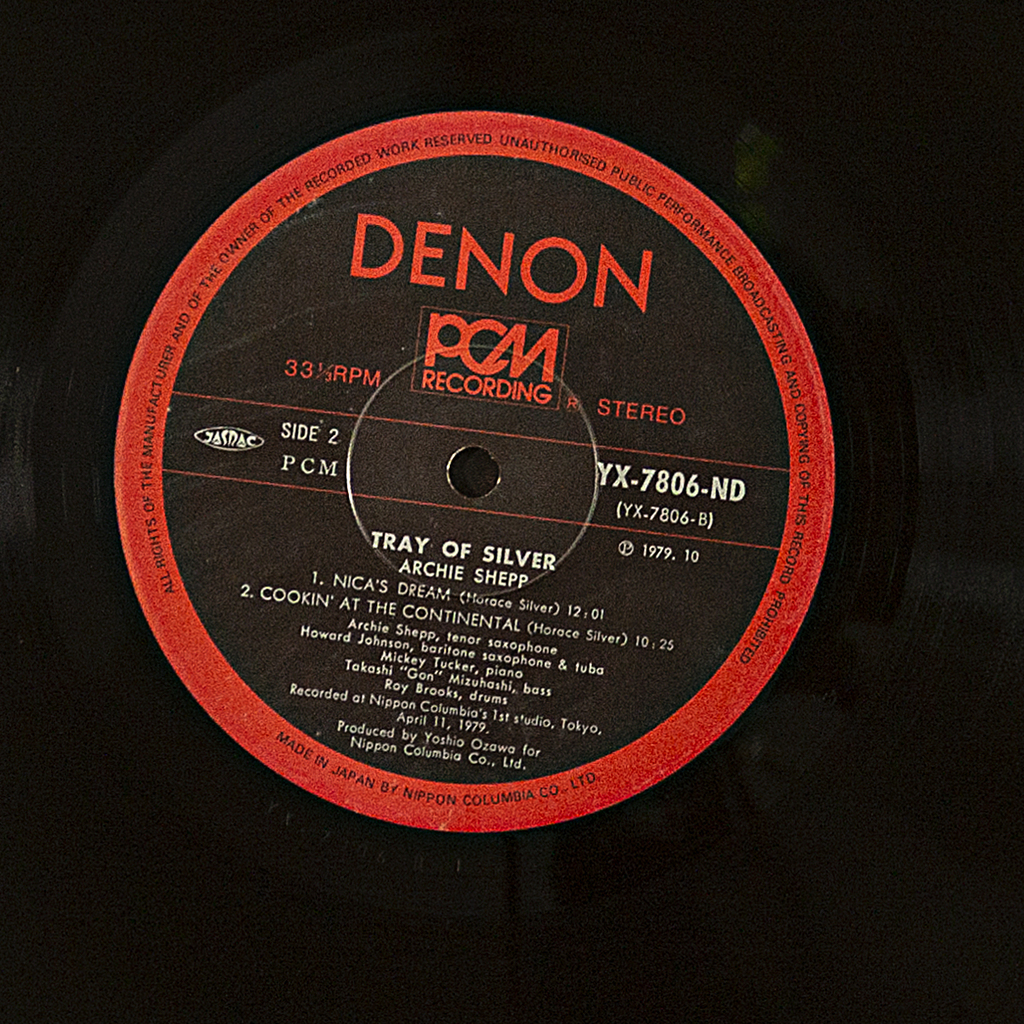 ALL RIGHTS OF THE MANUFACTURER AND OF THE OWNER OF THE RECORDED WORK RESERVED UNAUTHORISED PUBLIC PERFORMANCE BROADCASTING AND COPYING OF THIS RECORD PROHIBITED
DENON
PCM
RECORDING
33⅓RPM
R STEREO
JASRAC
SIDE 2
PCM
YX-7806-ND
(YX-7806-B)
Ⓟ 1979. 10
TRAY OF SILVER
ARCHIE SHEPP
1. NICA'S DREAM (Horace Silver) 12:01
2. COOKIN' AT THE CONTINENTAL (Horace Silver) 10:25
Archie Shepp, tenor saxophone
Howard Johnson, baritone saxophone & tuba
Mickey Tucker, piano
Takashi "Gon" Mizuhashi, bass
Roy Brooks, drums
Recorded at Nippon Columbia's 1st studio, Tokyo,
April 11, 1979.
Produced by Yoshio Ozawa for
Nippon Columbia Co., Ltd.
MADE IN JAPAN BY NIPPON COLUMBIA CO., LTD.